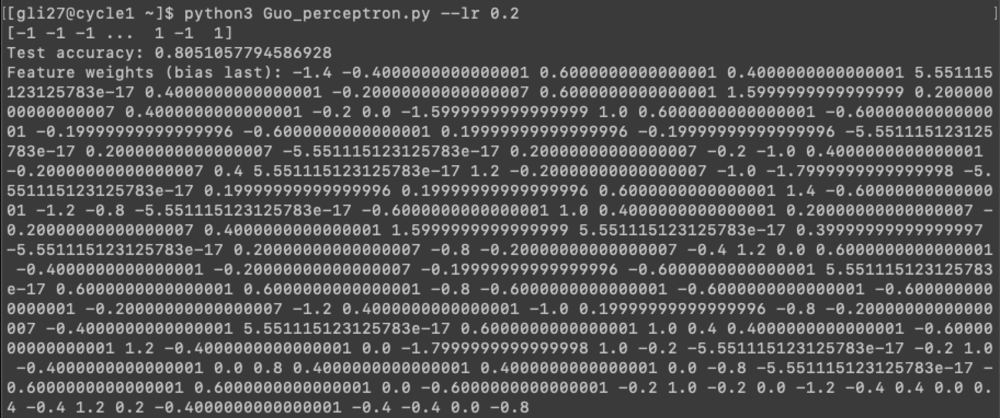 [[gli27@cycle1 ~]$ python3 Guo_perceptron.py --lr 0.2 ]
[-1 -1 -1 ...  1 -1  1]
Test accuracy: 0.8051057794586928
Feature weights (bias last): -1.4 -0.4000000000000001 0.6000000000000001 0.4000000000000001 5.551115
123125783e-17 0.4000000000000001 -0.20000000000000007 0.6000000000000001 1.5999999999999999 0.200000
00000000007 0.4000000000000001 -0.2 0.0 -1.5999999999999999 1.0 0.6000000000000001 -0.60000000000000
01 -0.19999999999999996 -0.6000000000000001 0.19999999999999996 -0.19999999999999996 -5.551115123125
783e-17 0.20000000000000007 -5.551115123125783e-17 0.20000000000000007 -0.2 -1.0 0.4000000000000001
-0.20000000000000007 0.4 5.551115123125783e-17 1.2 -0.20000000000000007 -1.0 -1.7999999999999998 -5.
551115123125783e-17 0.19999999999999996 0.19999999999999996 0.6000000000000001 1.4 -0.60000000000000
01 -1.2 -0.8 -5.551115123125783e-17 -0.6000000000000001 1.0 0.4000000000000001 0.20000000000000007 -
0.20000000000000007 0.4000000000000001 1.5999999999999999 5.551115123125783e-17 0.39999999999999997
-5.551115123125783e-17 0.20000000000000007 -0.8 -0.20000000000000007 -0.4 1.2 0.0 0.6000000000000001
 -0.4000000000000001 -0.20000000000000007 -0.19999999999999996 -0.6000000000000001 5.551115123125783
e-17 0.6000000000000001 0.6000000000000001 -0.8 -0.6000000000000001 -0.6000000000000001 -0.600000000
0000001 -0.20000000000000007 -1.2 0.4000000000000001 -1.0 0.19999999999999996 -0.8 -0.20000000000000
007 -0.4000000000000001 5.551115123125783e-17 0.6000000000000001 1.0 0.4 0.4000000000000001 -0.60000
00000000001 1.2 -0.4000000000000001 0.0 -1.7999999999999998 1.0 -0.2 -5.551115123125783e-17 -0.2 1.0
 -0.4000000000000001 0.0 0.8 0.4000000000000001 0.4000000000000001 0.0 -0.8 -5.551115123125783e-17 -
0.6000000000000001 0.6000000000000001 0.0 -0.6000000000000001 -0.2 1.0 -0.2 0.0 -1.2 -0.4 0.4 0.0 0.
4 -0.4 1.2 0.2 -0.4000000000000001 -0.4 -0.4 0.0 -0.8